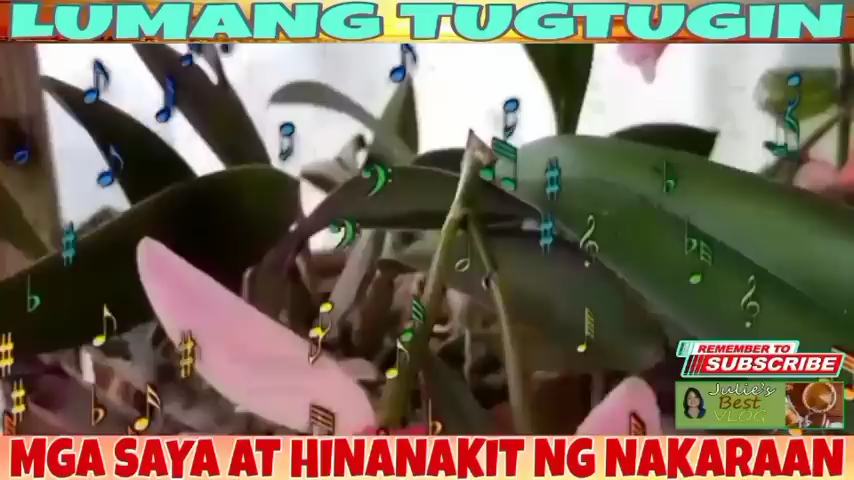 LUMANG TUGTUGIN
REMEMBER TO
SUBSCRIBE
Julie's
Best
VLOG
MGA SAYA AT HINANAKIT NG NAKARAAN